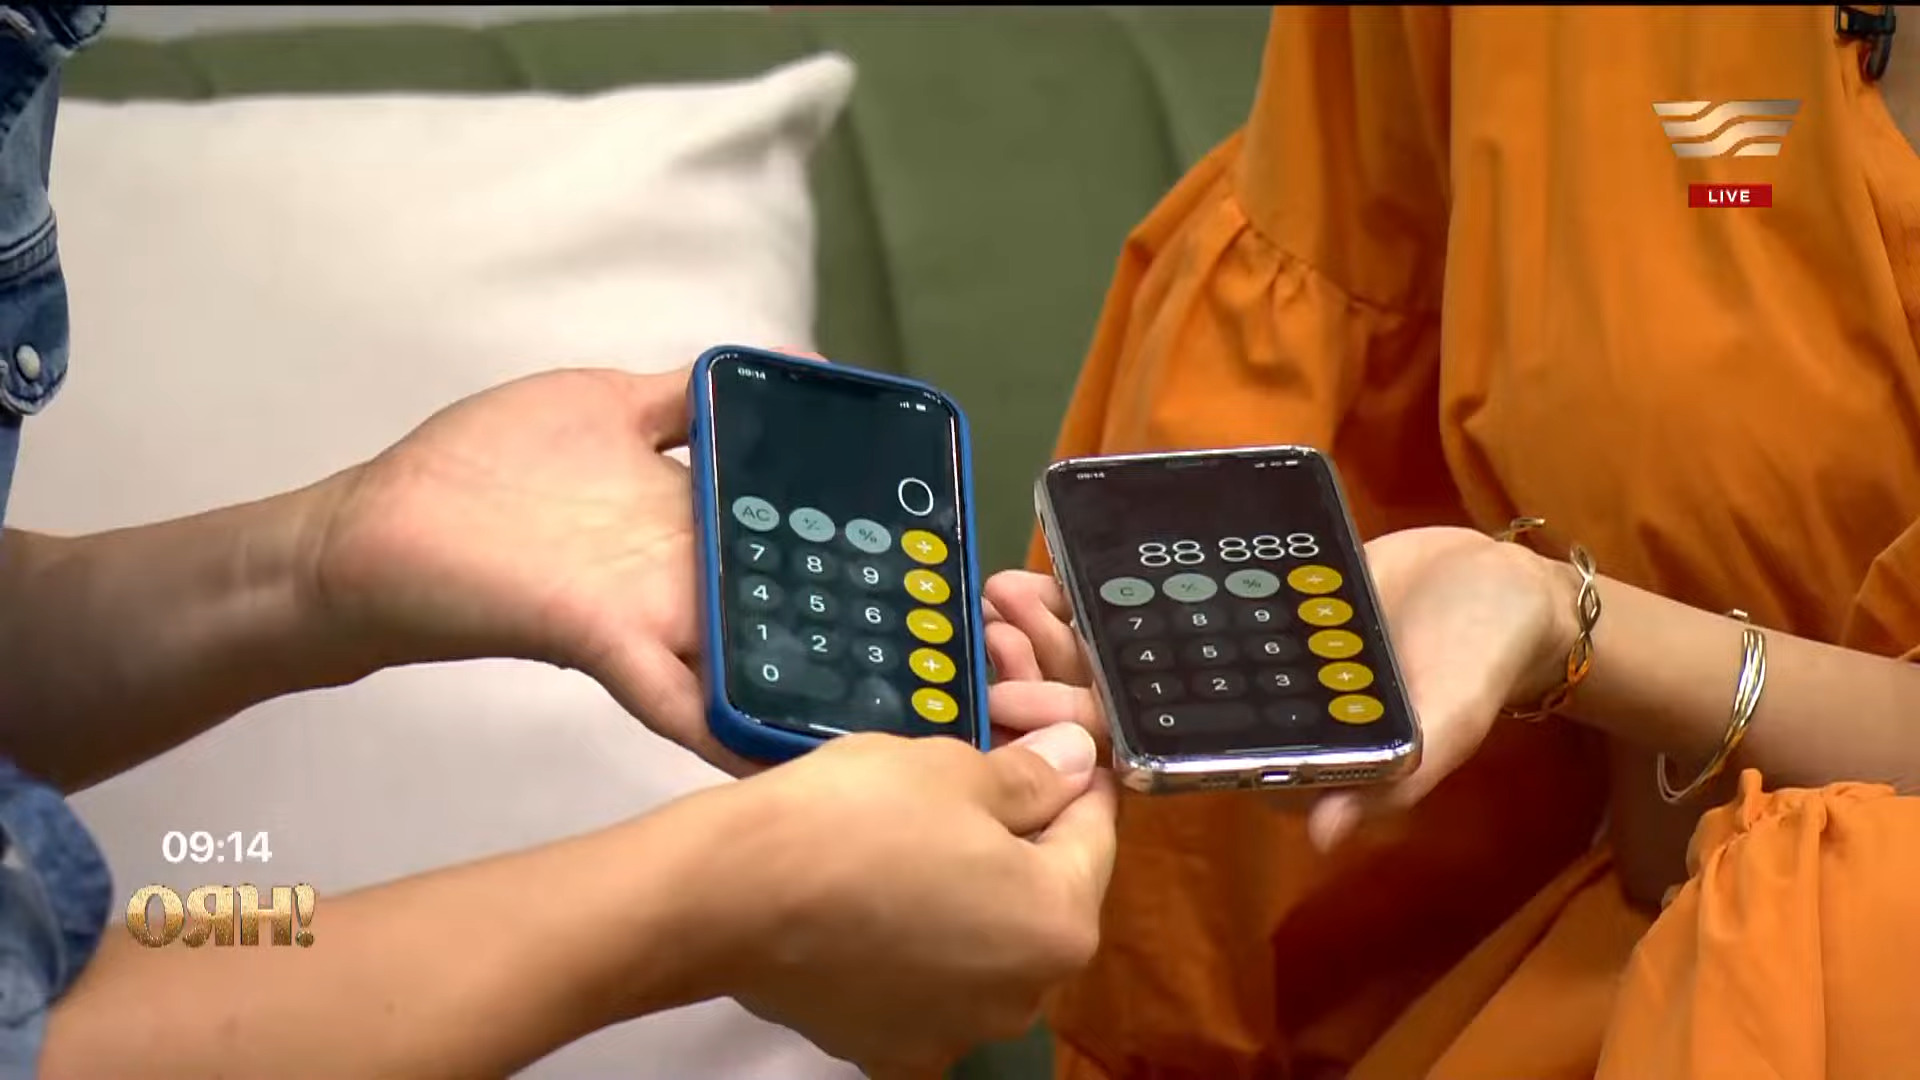 LIVE
09:14
0
AC +/- % ÷
7 8 9 ×
4 5 6 −
1 2 3 +
0 , =
09:14
88 888
C +/- % ÷
7 8 9 ×
4 5 6 −
1 2 3 +
0 , =
09:14
ОЯН!